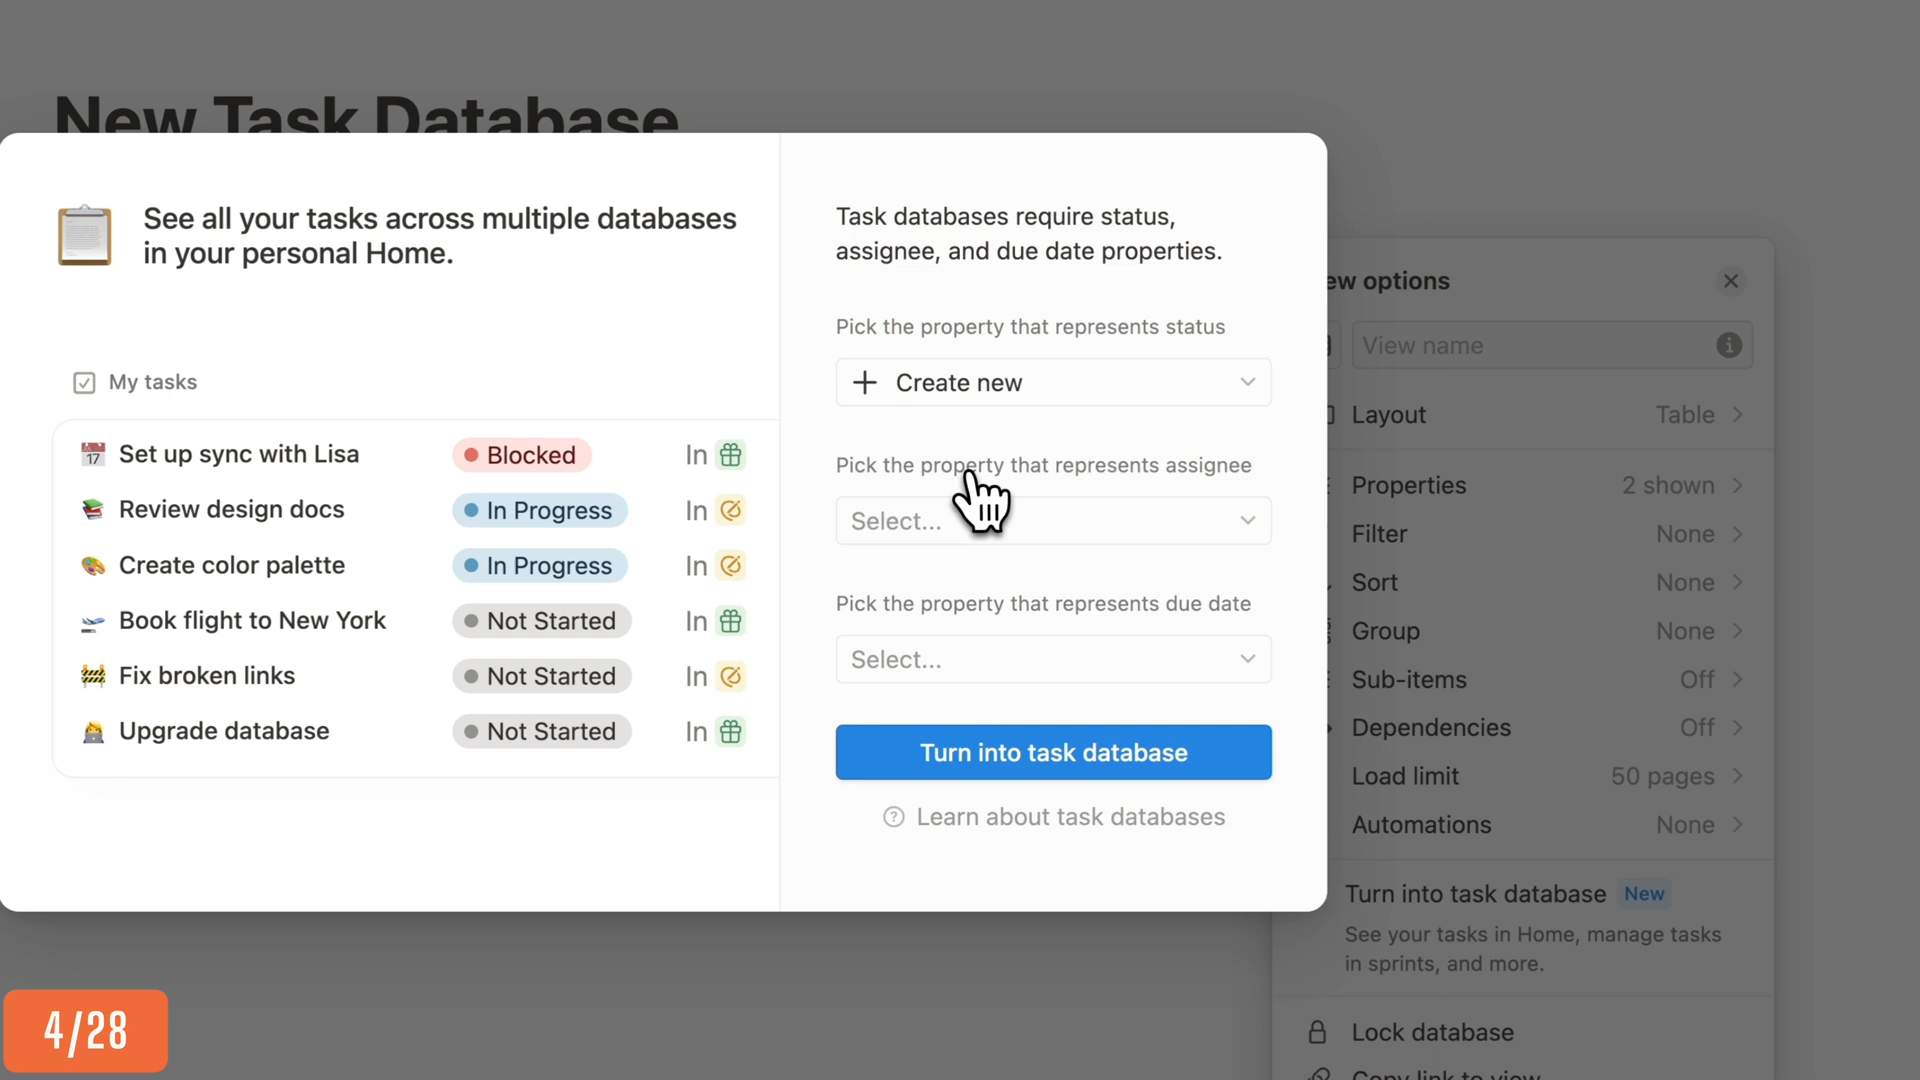 New Task Database
See all your tasks across multiple databases
in your personal Home.
My tasks
17
Set up sync with Lisa Blocked In
Review design docs In Progress In
Create color palette In Progress In
Book flight to New York Not Started In
Fix broken links Not Started In
Upgrade database Not Started In
Task databases require status,
assignee, and due date properties.
Pick the property that represents status
Create new
Pick the property that represents assignee
Select...
Pick the property that represents due date
Select...
Turn into task database
Learn about task databases
ew options
View name
Layout Table
Properties 2 shown
Filter None
Sort None
Group None
Sub-items Off
Dependencies Off
Load limit 50 pages
Automations None
Turn into task database New
See your tasks in Home, manage tasks
in sprints, and more.
Lock database
Copy link to view
4/28